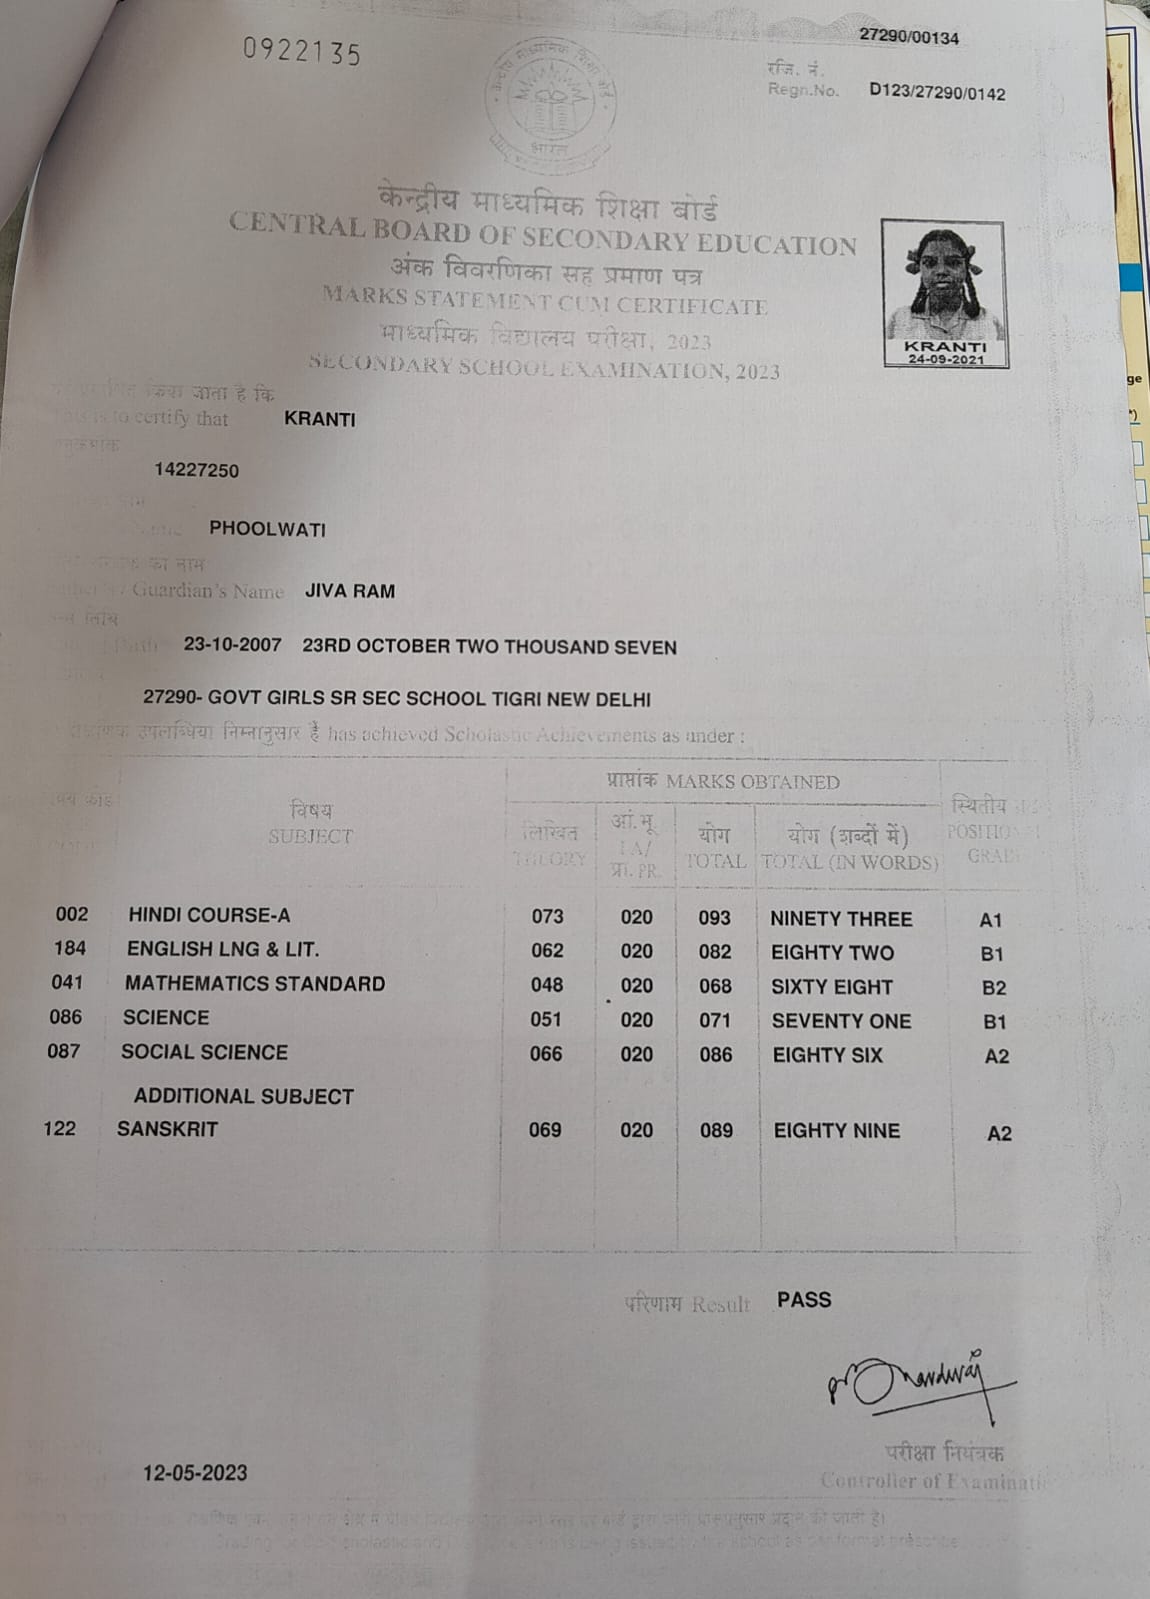 27290/00134
0922135
रजि. नं.
Regn.No. D123/27290/0142
केन्द्रीय माध्यमिक शिक्षा बोर्ड
भारत
केन्द्रीय माध्यमिक शिक्षा बोर्ड
CENTRAL BOARD OF SECONDARY EDUCATION
अंक विवरणिका सह प्रमाण पत्र
MARKS STATEMENT CUM CERTIFICATE
माध्यमिक विद्यालय परीक्षा, 2023
SECONDARY SCHOOL EXAMINATION, 2023
KRANTI
24-09-2021
किया जाता है कि
is to certify that KRANTI
14227250
PHOOLWATI
का नाम
/ Guardian's Name JIVA RAM
तिथि
23-10-2007 23RD OCTOBER TWO THOUSAND SEVEN
27290- GOVT GIRLS SR SEC SCHOOL TIGRI NEW DELHI
उपलब्धियां निम्नानुसार है has achieved Scholastic Achievements as under :
प्राप्तांक MARKS OBTAINED
विषय
SUBJECT
लिखित
THEORY
आं.मू.
I.A/
प्रा. PR.
योग
TOTAL
योग (शब्दों में)
TOTAL (IN WORDS)
स्थितीय
002 HINDI COURSE-A 073 020 093 NINETY THREE A1
184 ENGLISH LNG & LIT. 062 020 082 EIGHTY TWO B1
041 MATHEMATICS STANDARD 048 020 068 SIXTY EIGHT B2
086 SCIENCE 051 020 071 SEVENTY ONE B1
087 SOCIAL SCIENCE 066 020 086 EIGHTY SIX A2
ADDITIONAL SUBJECT
122 SANSKRIT 069 020 089 EIGHTY NINE A2
परिणाम Result PASS
परीक्षा नियंत्रक
Controller of
12-05-2023